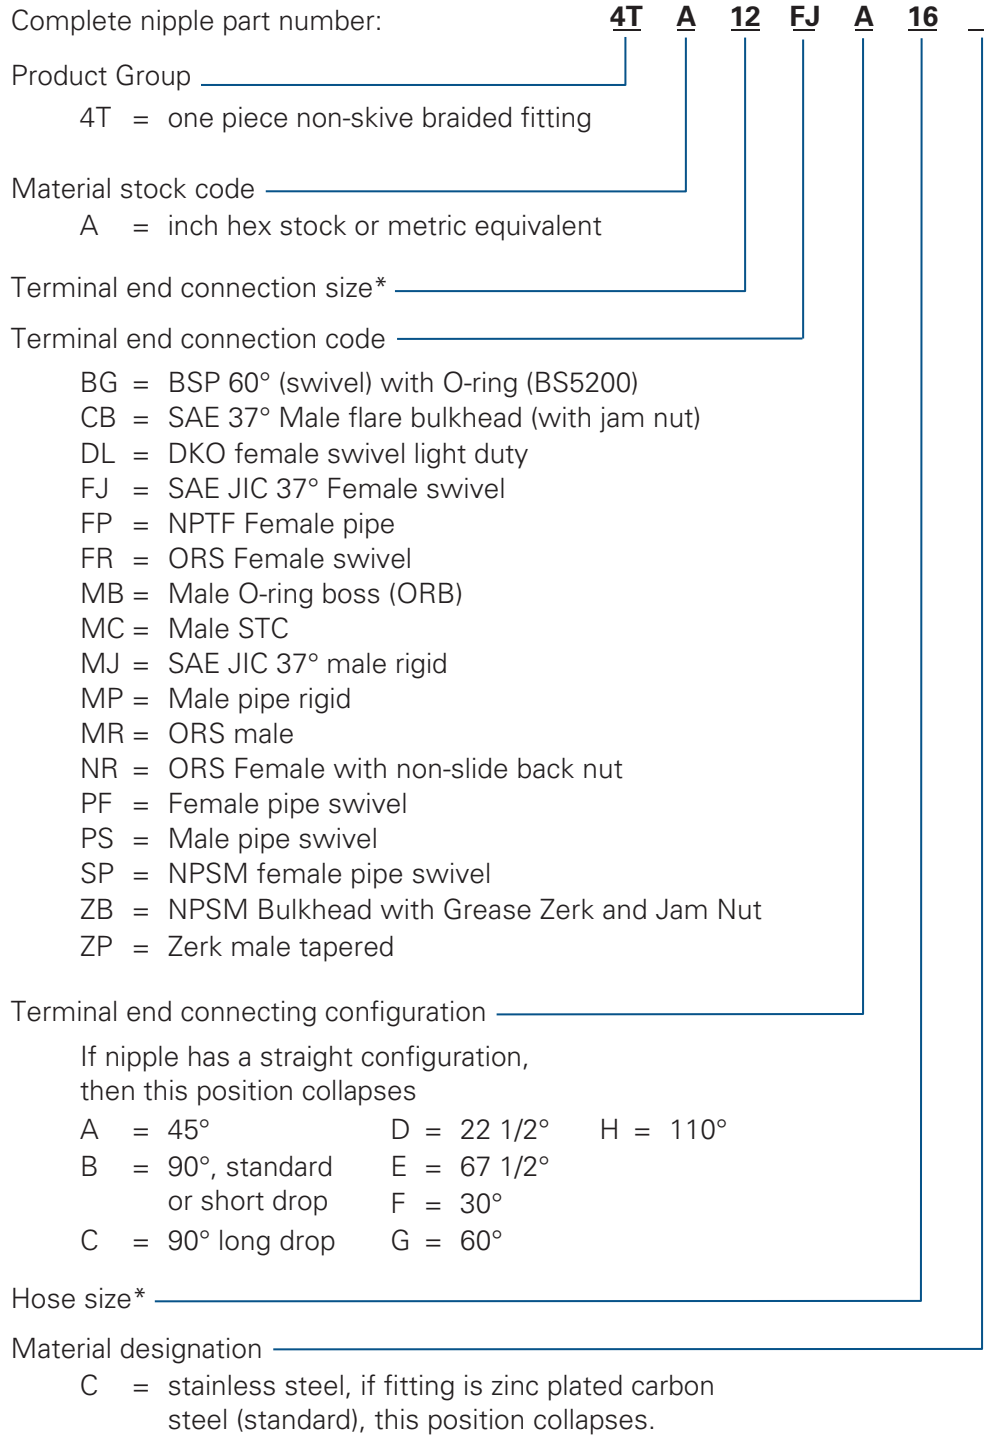 Complete nipple part number: 4T A 12 FJ A 16 _
Product Group
4T = one piece non-skive braided fitting
Material stock code
A = inch hex stock or metric equivalent
Terminal end connection size*
Terminal end connection code
BG = BSP 60° (swivel) with O-ring (BS5200)
CB = SAE 37° Male flare bulkhead (with jam nut)
DL = DKO female swivel light duty
FJ = SAE JIC 37° Female swivel
FP = NPTF Female pipe
FR = ORS Female swivel
MB = Male O-ring boss (ORB)
MC = Male STC
MJ = SAE JIC 37° male rigid
MP = Male pipe rigid
MR = ORS male
NR = ORS Female with non-slide back nut
PF = Female pipe swivel
PS = Male pipe swivel
SP = NPSM female pipe swivel
ZB = NPSM Bulkhead with Grease Zerk and Jam Nut
ZP = Zerk male tapered
Terminal end connecting configuration
If nipple has a straight configuration,
then this position collapses
A = 45° D = 22 1/2° H = 110°
B = 90°, standard E = 67 1/2°
or short drop F = 30°
C = 90° long drop G = 60°
Hose size*
Material designation
C = stainless steel, if fitting is zinc plated carbon
steel (standard), this position collapses.